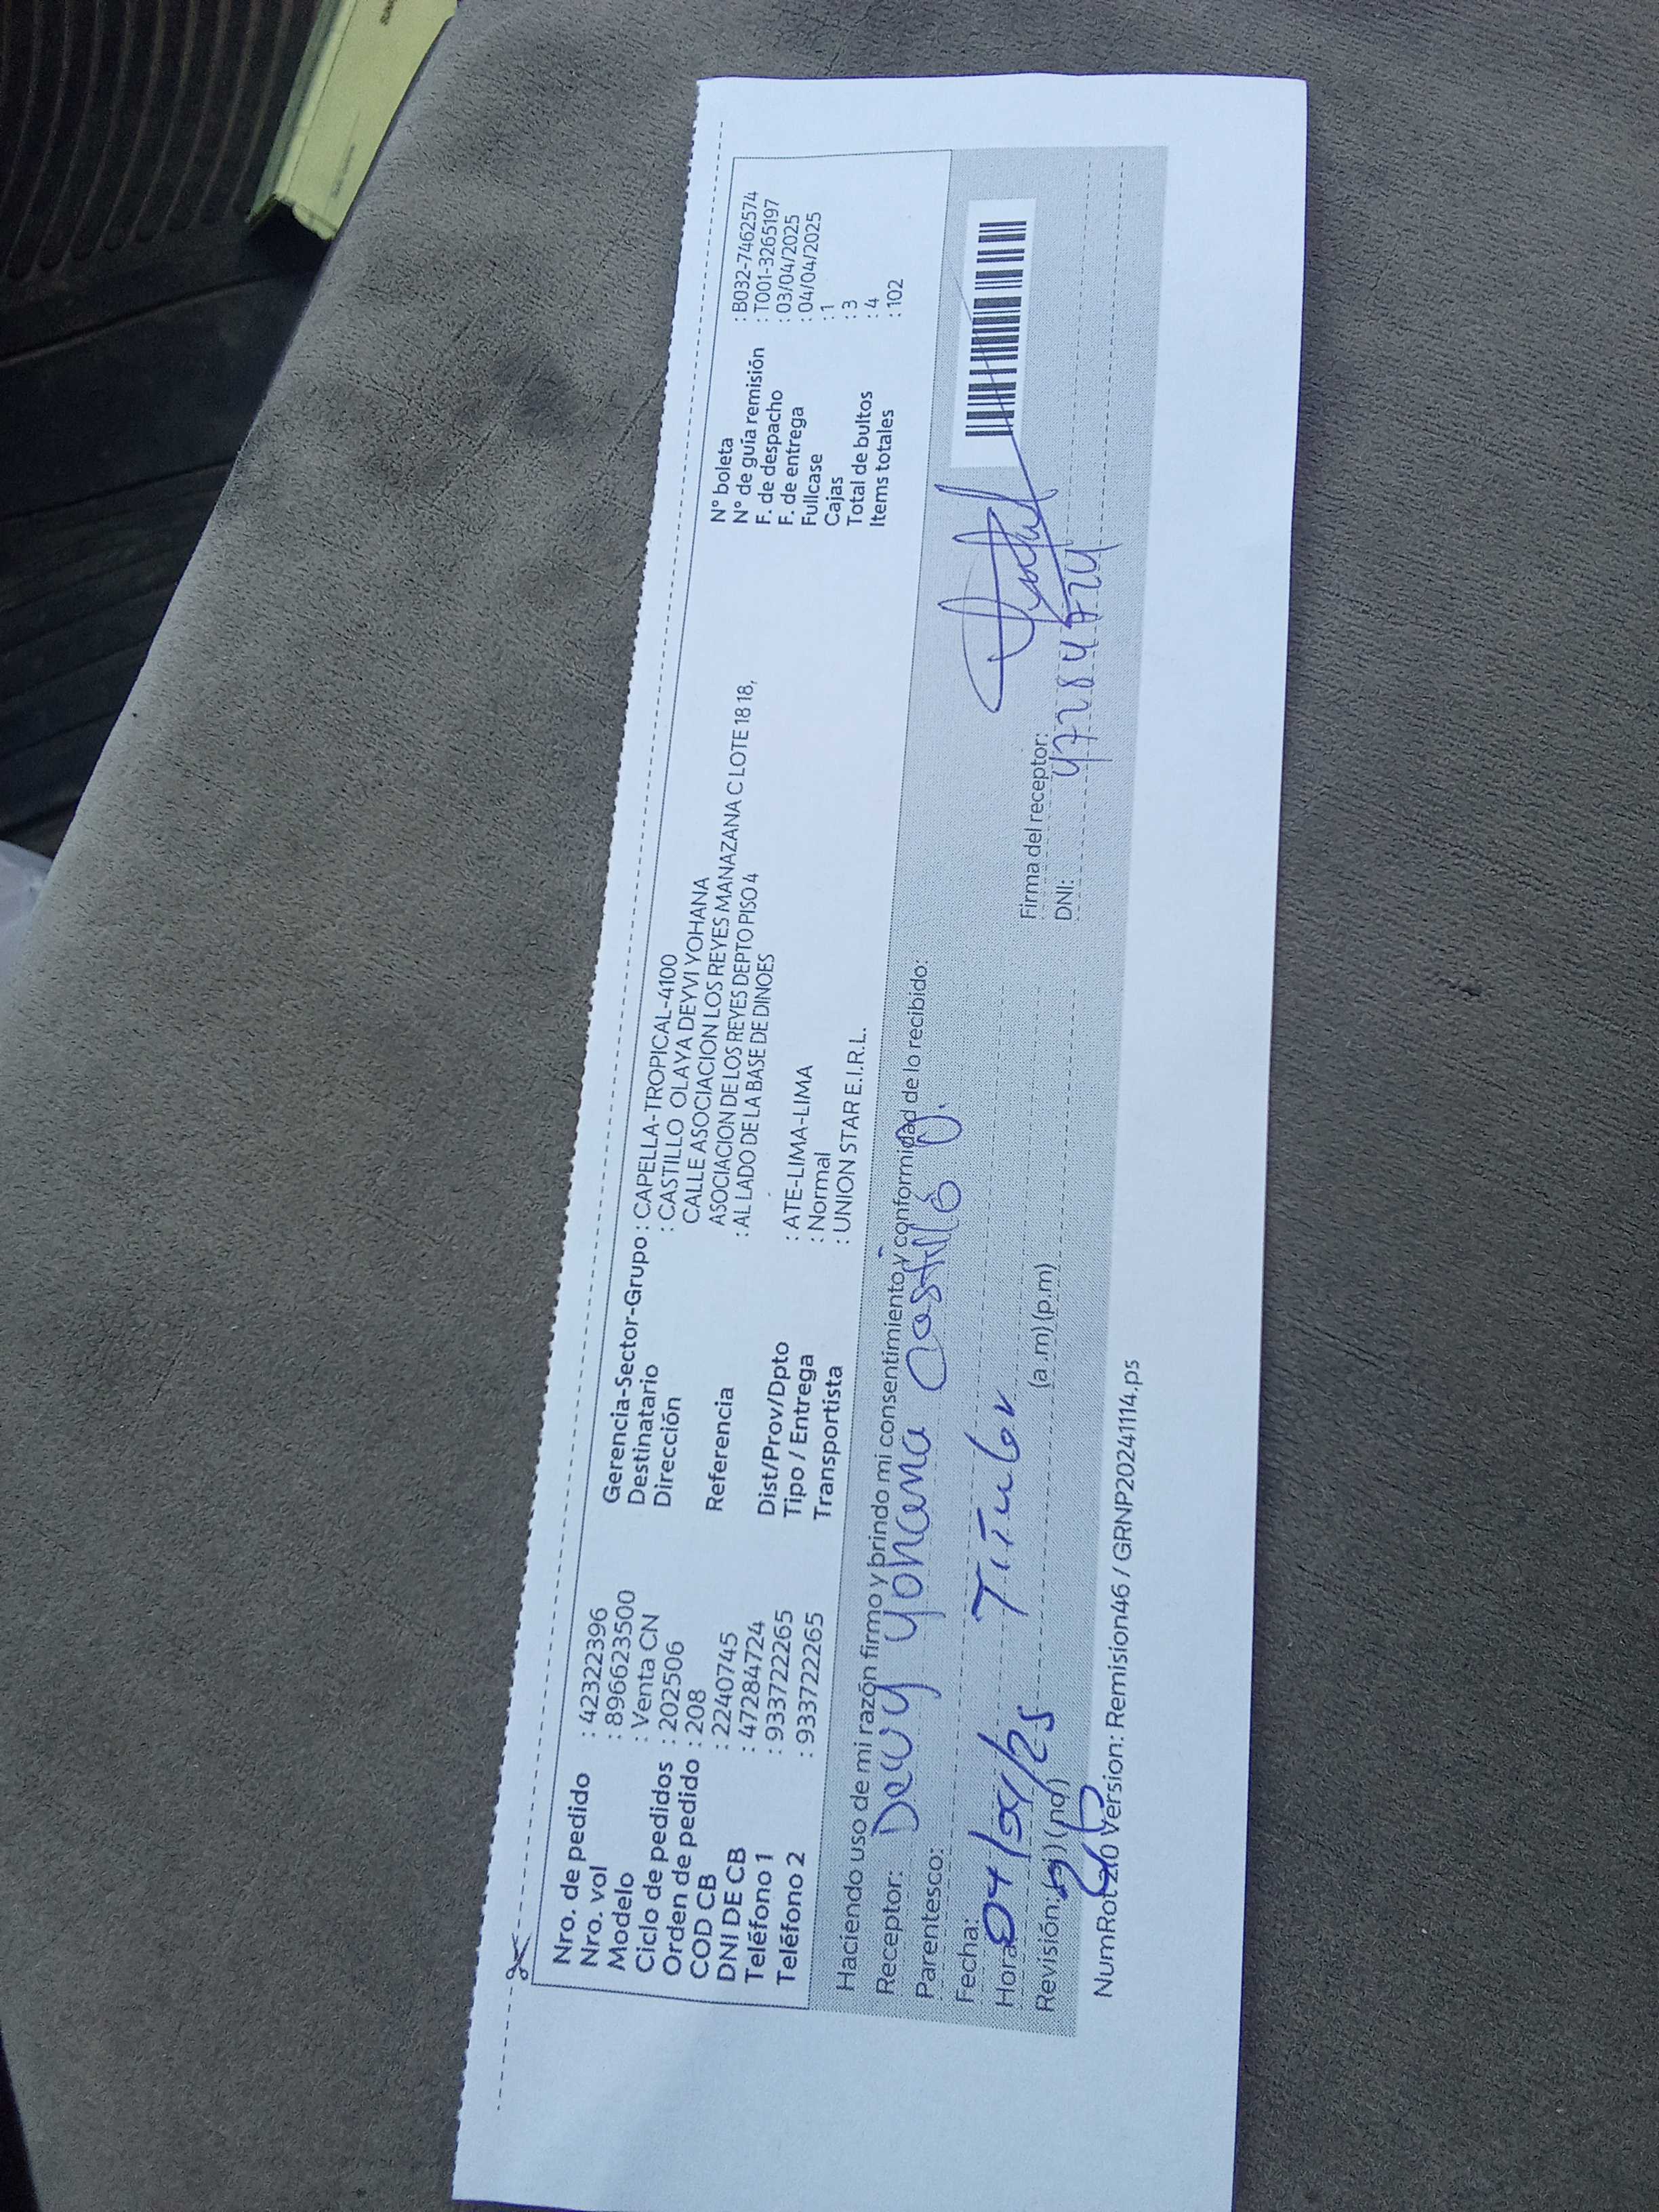 Nro. de pedido : 42322396
Nro. vol : 8966623500
Modelo : Venta CN
Ciclo de pedidos : 202506
Orden de pedido : 208
COD CB : 2240745
DNI DE CB : 47284724
Teléfono 1 : 933722265
Teléfono 2 : 933722265
Gerencia-Sector-Grupo : CAPELLA-TROPICAL-4100
Destinatario : CASTILLO OLAYA DEYVI YOHANA
Dirección CALLE ASOCIACION LOS REYES MANAZANA C LOTE 18 18,
ASOCIACION DE LOS REYES DEPTO PISO 4
Referencia : AL LADO DE LA BASE DE DINOES
Dist/Prov/Dpto : ATE-LIMA-LIMA
Tipo / Entrega : Normal
Transportista : UNION STAR E.I.R.L.
N° boleta : B032-7462574
N° de guía remisión : T001-3265197
F. de despacho : 03/04/2025
F. de entrega : 04/04/2025
Fullcase : 1
Cajas : 3
Total de bultos : 4
Items totales : 102
Haciendo uso de mi razón firmo y brindo mi consentimiento y conformidad de lo recibido:
Receptor: Yohana Castillo O.
Parentesco: Titular
Fecha: 04/04/25
Hora (a.m) (p.m)
Revisión:
Firma del receptor:
DNI: 47284724
Version: Remision46 / GRNP20241114.ps